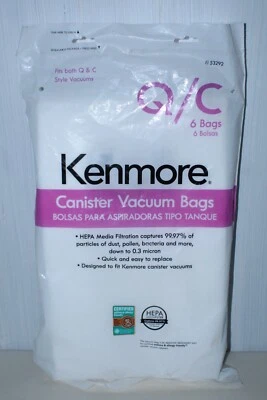 Fits both Q & C
Style Vacuums
Q/C
53292
6 Bags
6 Bolsas
Kenmore
Canister Vacuum Bags
BOLSAS PARA ASPIRADORAS TIPO TANQUE
• HEPA Media Filtration captures 99.97% of
particles of dust, pollen, bacteria and more,
down to 0.3 micron
• Quick and easy to replace
• Designed to fit Kenmore canister vacuums
HEPA